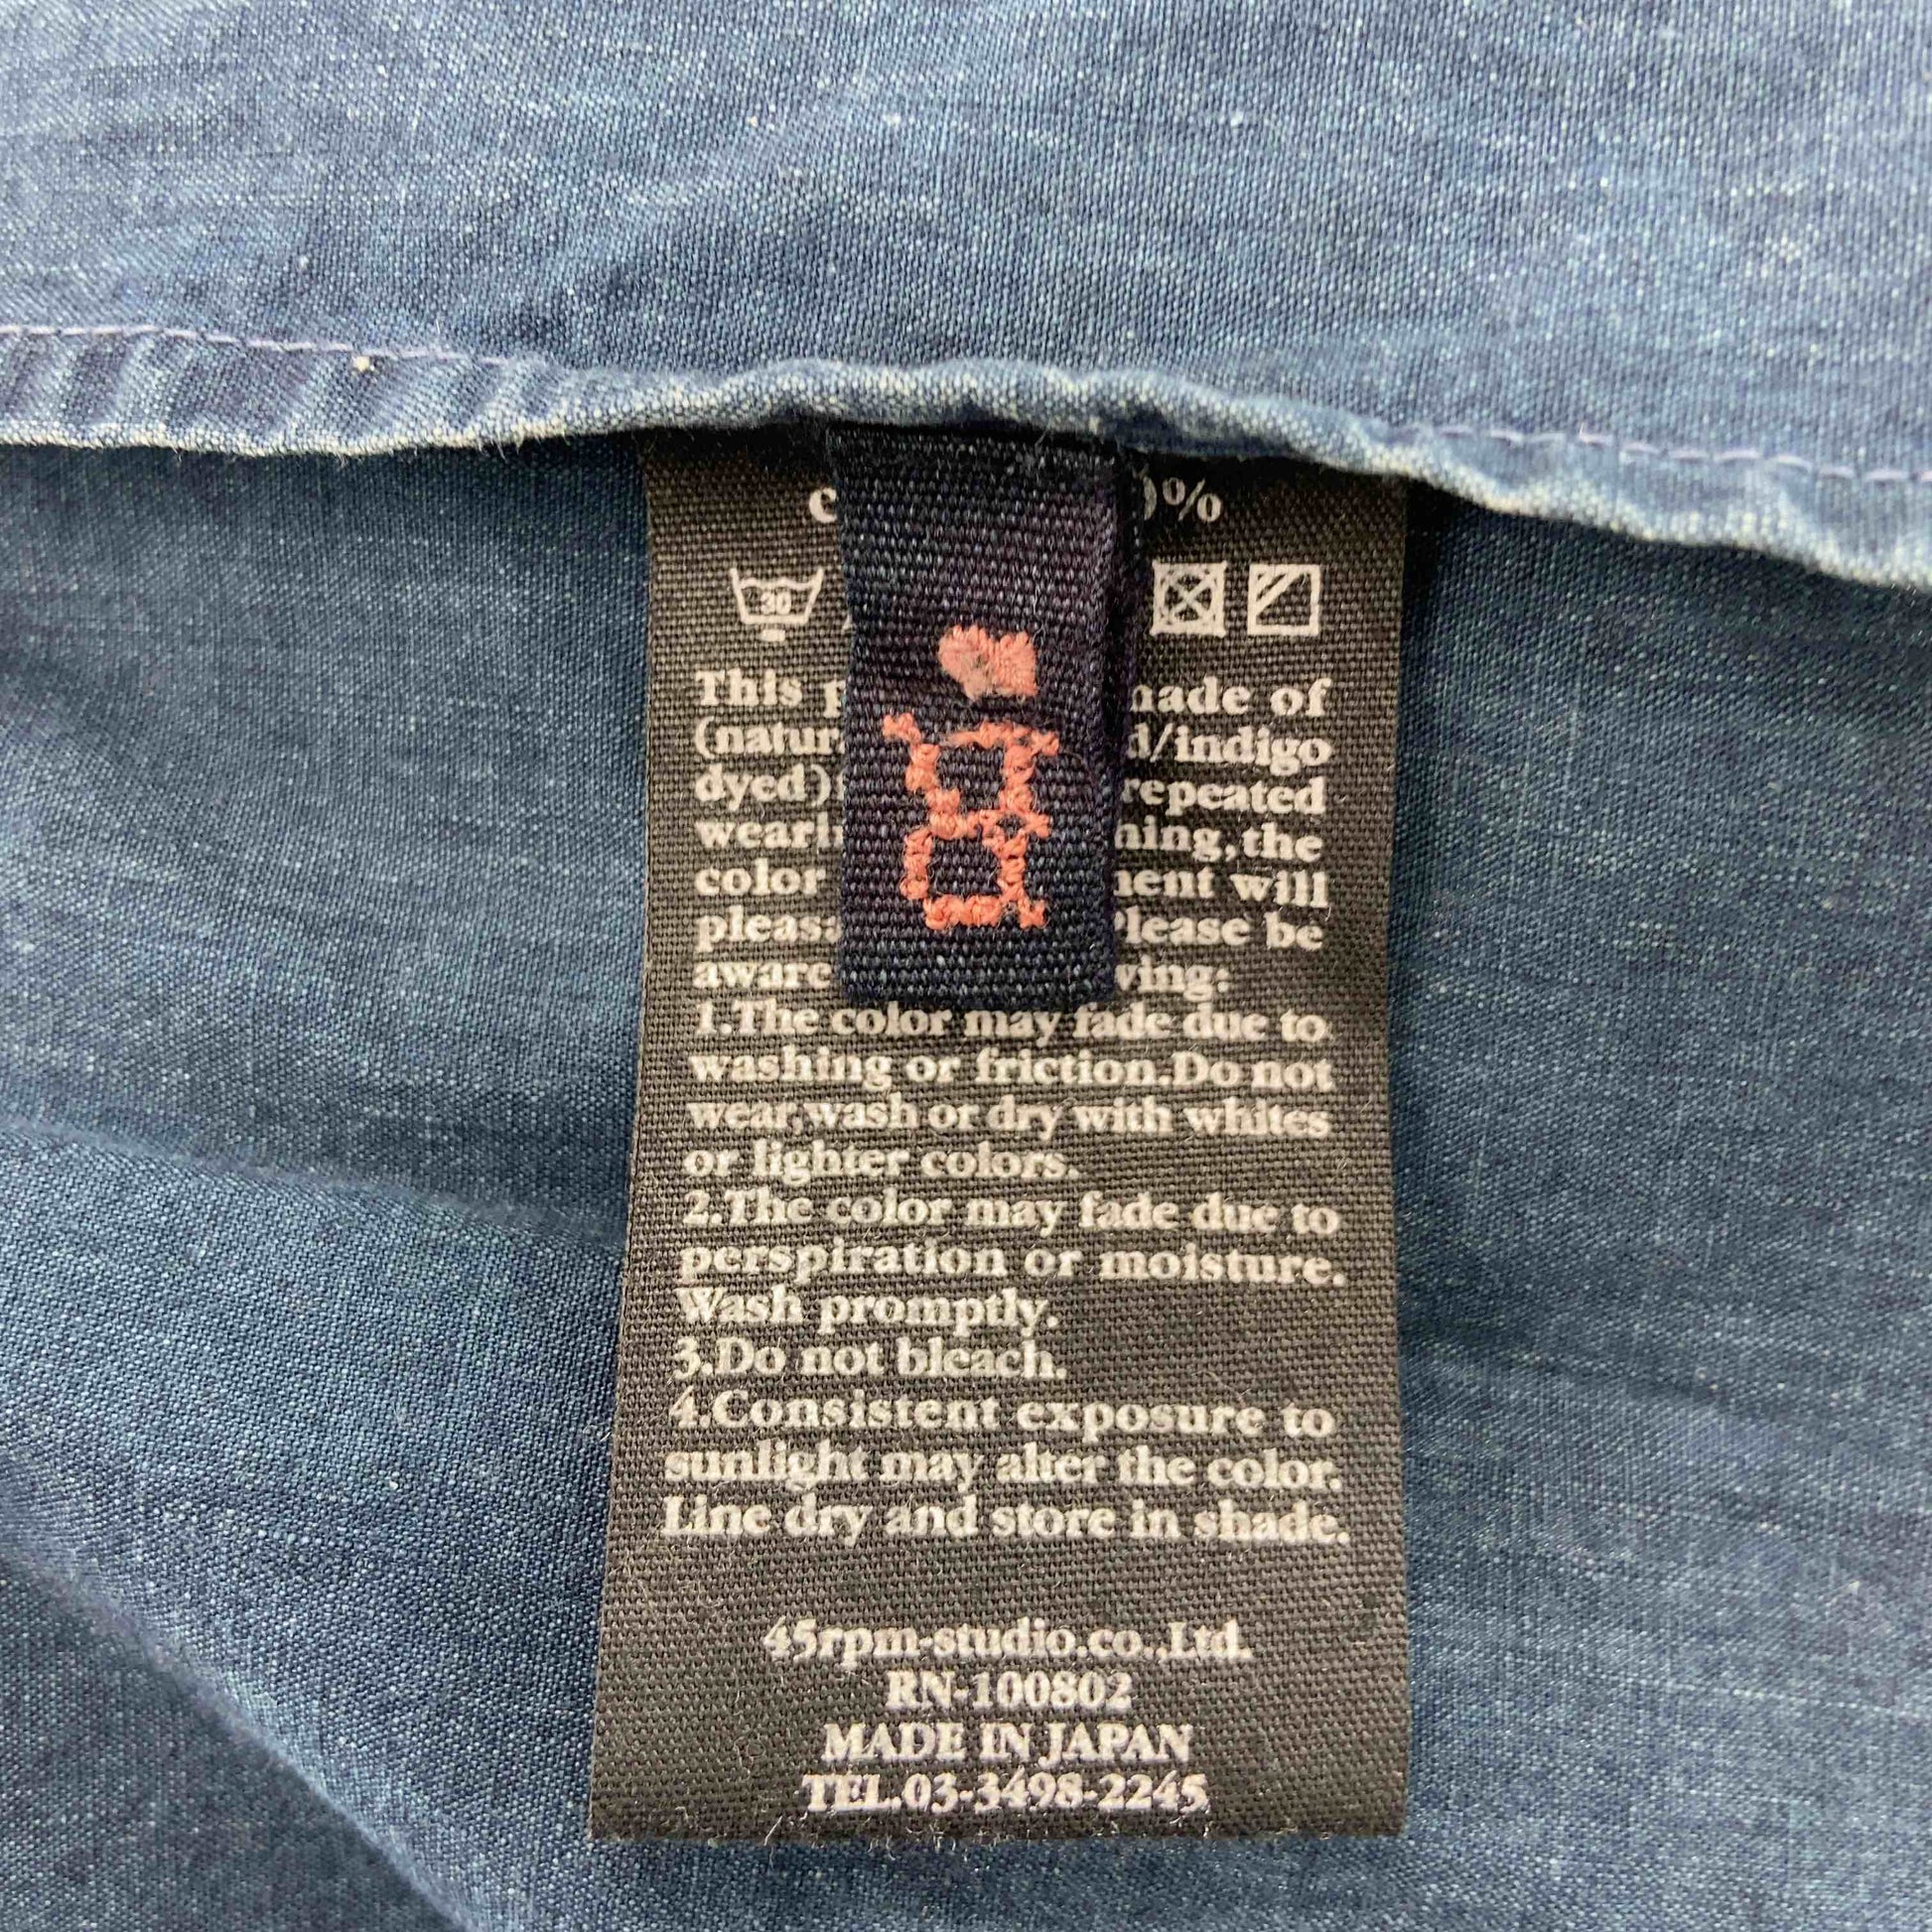 %
30
This made of
(natur d/indigo
dyed) repeated
wearin ning,the
color ment will
pleasa Please be
aware wing:
1.The color may fade due to
washing or friction.Do not
wear,wash or dry with whites
or lighter colors.
2.The color may fade due to
perspiration or moisture.
Wash promptly.
3.Do not bleach.
4.Consistent exposure to
sunlight may alter the color.
Line dry and store in shade.
45rpm-studio.co.,Ltd.
RN-100802
MADE IN JAPAN
TEL.03-3498-2245